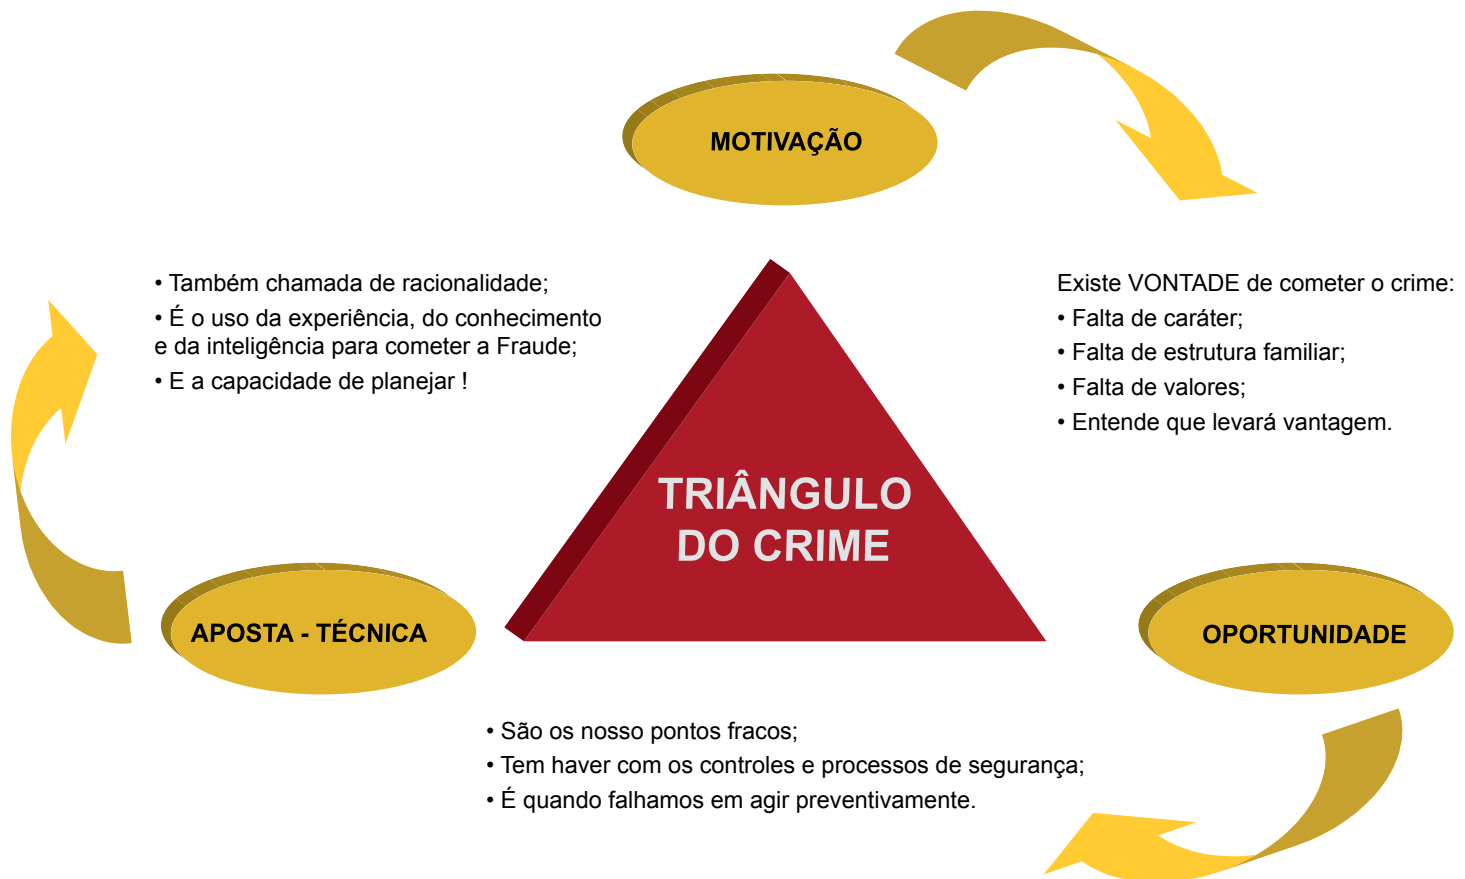 MOTIVAÇÃO
• Também chamada de racionalidade;
• É o uso da experiência, do conhecimento
e da inteligência para cometer a Fraude;
• E a capacidade de planejar !
Existe VONTADE de cometer o crime:
• Falta de caráter;
• Falta de estrutura familiar;
• Falta de valores;
• Entende que levará vantagem.
TRIÂNGULO
DO CRIME
APOSTA - TÉCNICA
OPORTUNIDADE
• São os nosso pontos fracos;
• Tem haver com os controles e processos de segurança;
• É quando falhamos em agir preventivamente.